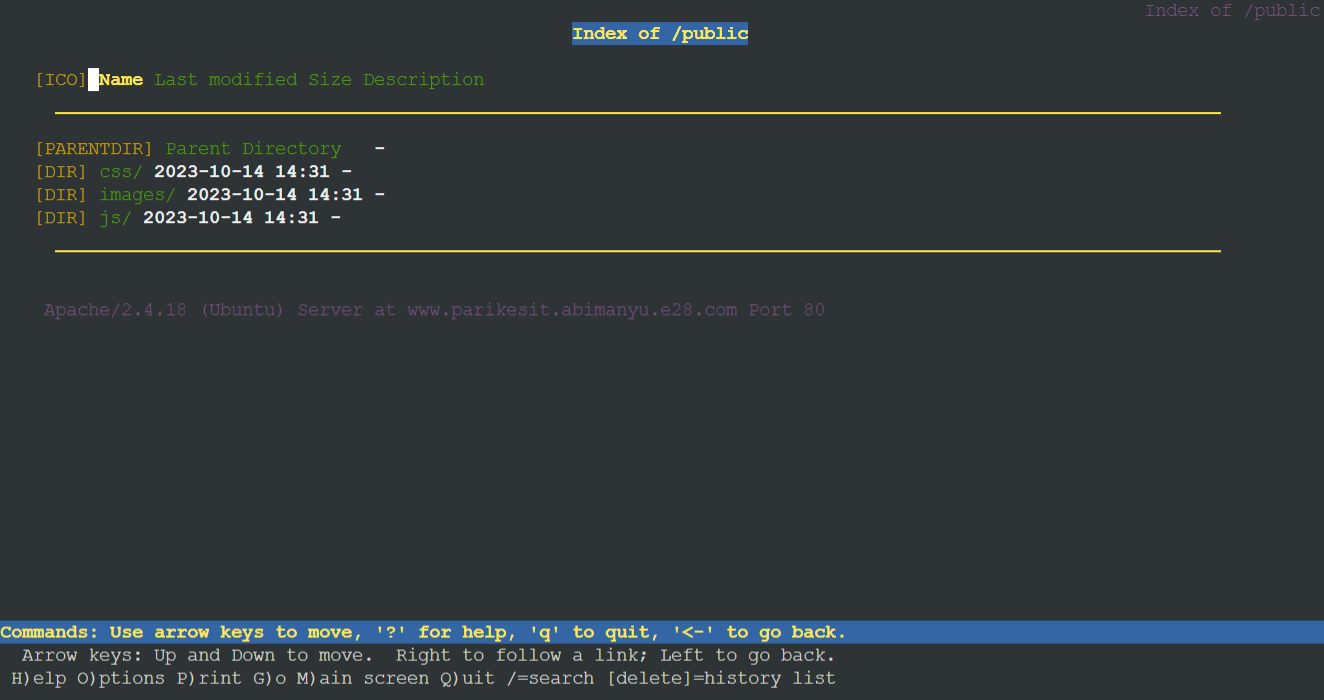 Index of /public
Index of /public
[ICO] Name Last modified Size Description
[PARENTDIR] Parent Directory -
[DIR] css/ 2023-10-14 14:31 -
[DIR] images/ 2023-10-14 14:31 -
[DIR] js/ 2023-10-14 14:31 -
Apache/2.4.18 (Ubuntu) Server at www.parikesit.abimanyu.e28.com Port 80
Commands: Use arrow keys to move, '?' for help, 'q' to quit, '<-' to go back.
Arrow keys: Up and Down to move. Right to follow a link; Left to go back.
H)elp O)ptions P)rint G)o M)ain screen Q)uit /=search [delete]=history list